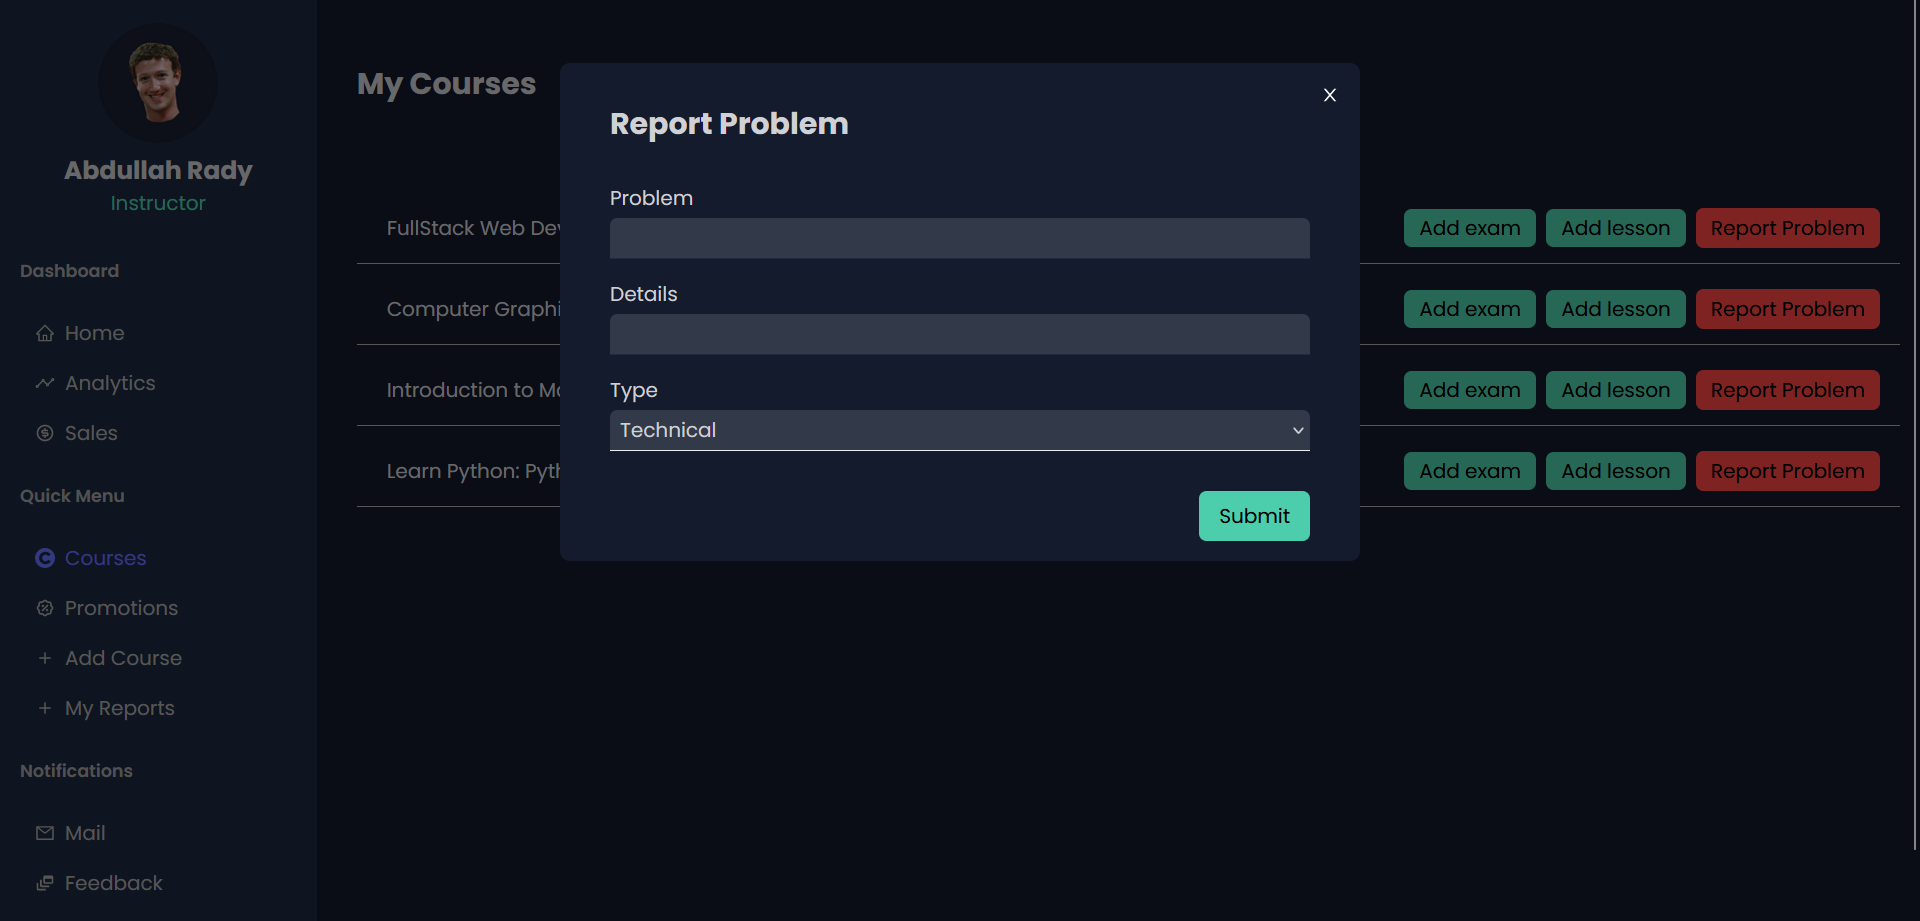 Abdullah Rady
Instructor
Dashboard
Home
Analytics
Sales
Quick Menu
Courses
Promotions
Add Course
My Reports
Notifications
Mail
Feedback
My Courses
FullStack Web
Add exam Add lesson Report Problem
Computer
Add exam Add lesson Report Problem
Introduction to
Add exam Add lesson Report Problem
Learn Python:
Add exam Add lesson Report Problem
X
Report Problem
Problem
Details
Type
Technical
Submit